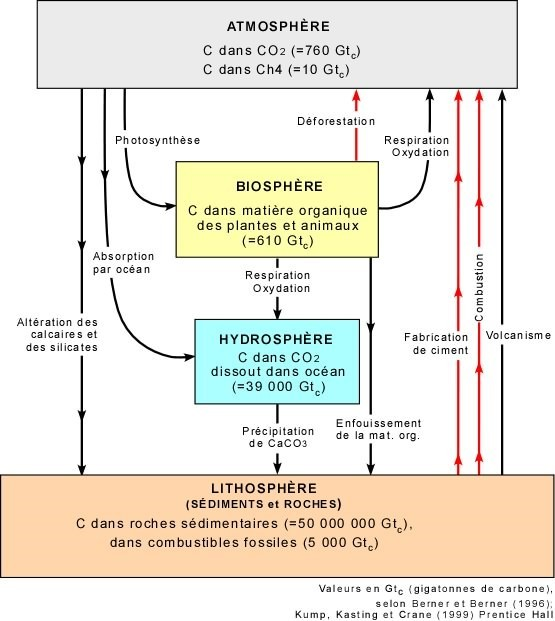 ATMOSPHÈRE
C dans CO2 (=760 Gtc)
C dans Ch4 (=10 Gtc)
Déforestation
Photosynthèse
Respiration
Oxydation
BIOSPHÈRE
C dans matière organique
des plantes et animaux
(=610 Gtc)
Absorption
par océan
Respiration
Oxydation
Combustion
Altération des
calcaires et
des silicates
HYDROSPHÈRE
C dans CO2
dissout dans océan
(=39 000 Gtc)
Fabrication
de ciment
Volcanisme
Précipitation
de CaCO3
Enfouissement
de la mat. org.
LITHOSPHÈRE
(SÉDIMENTS et ROCHES)
C dans roches sédimentaires (=50 000 000 Gtc),
dans combustibles fossiles (5 000 Gtc)
Valeurs en Gtc (gigatonnes de carbone),
selon Berner et Berner (1996);
Kump, Kasting et Crane (1999) Prentice Hall